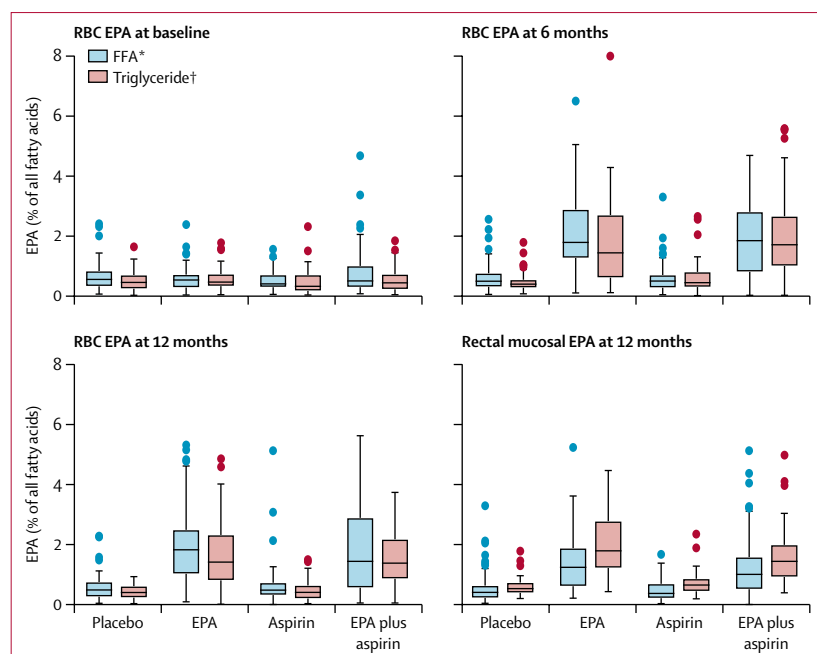 RBC EPA at baseline
RBC EPA at 6 months
FFA*
Triglyceride†
EPA (% of all fatty acids)
8
6
4
2
0
RBC EPA at 12 months
Rectal mucosal EPA at 12 months
EPA (% of all fatty acids)
8
6
4
2
0
Placebo
EPA
Aspirin
EPA plus
aspirin
Placebo
EPA
Aspirin
EPA plus
aspirin